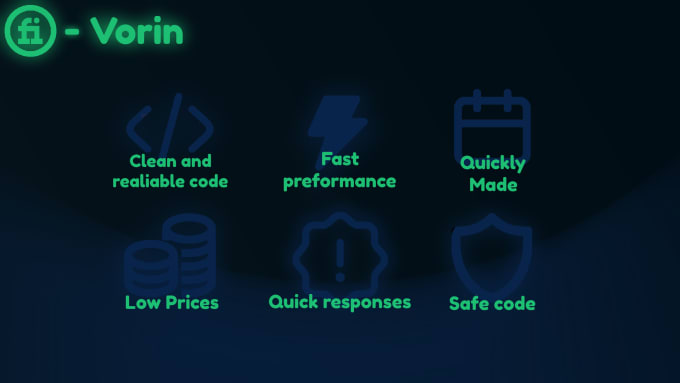 fi - Vorin
Clean and
realiable code
Fast
preformance
Quickly
Made
Low Prices
Quick responses
Safe code